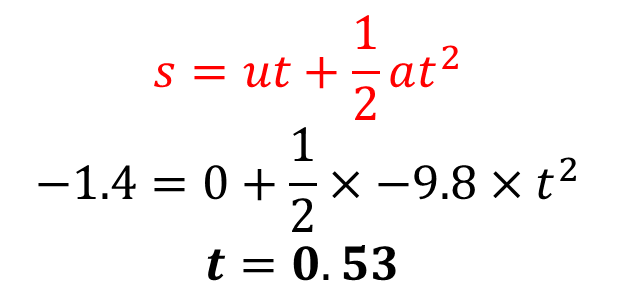 s = ut + 1/2 at²
−1.4 = 0 + 1/2 × −9.8 × t²
t = 0.53